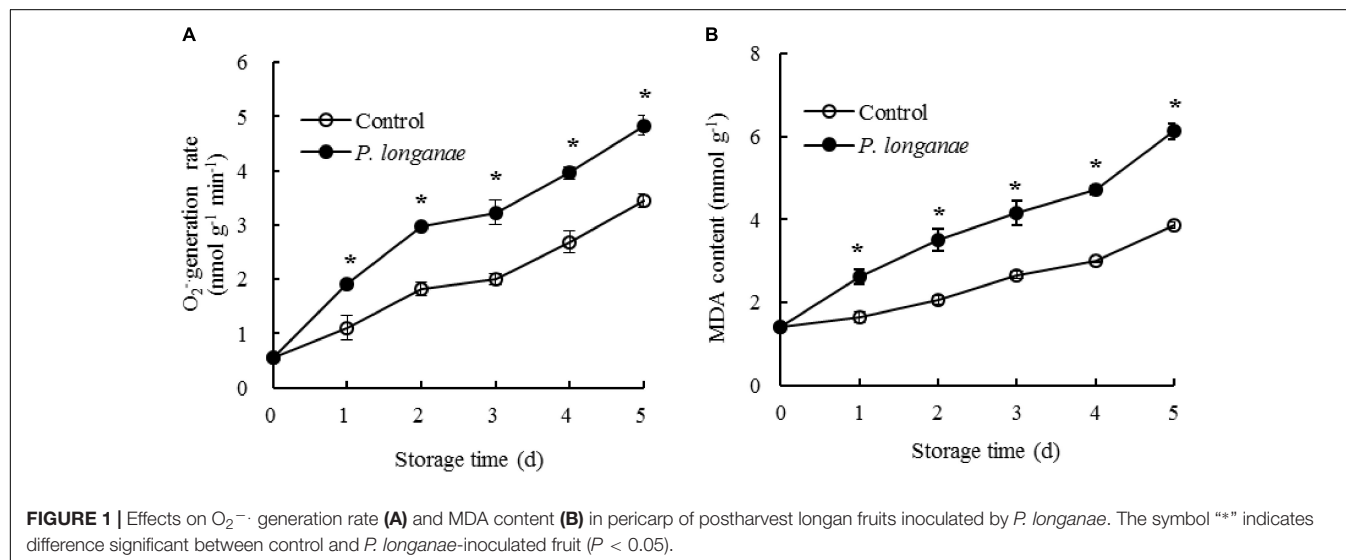 A
6
5
4
3
2
1
0
O₂⁻·generation rate
(nmol g⁻¹ min⁻¹)
Control
P. longanae
* * * * *
0 1 2 3 4 5
Storage time (d)
B
8
6
4
2
0
MDA content (mmol g⁻¹)
Control
P. longanae
* * * * *
0 1 2 3 4 5
Storage time (d)
FIGURE 1 | Effects on O₂⁻· generation rate (A) and MDA content (B) in pericarp of postharvest longan fruits inoculated by P. longanae. The symbol “*” indicates
difference significant between control and P. longanae-inoculated fruit (P < 0.05).